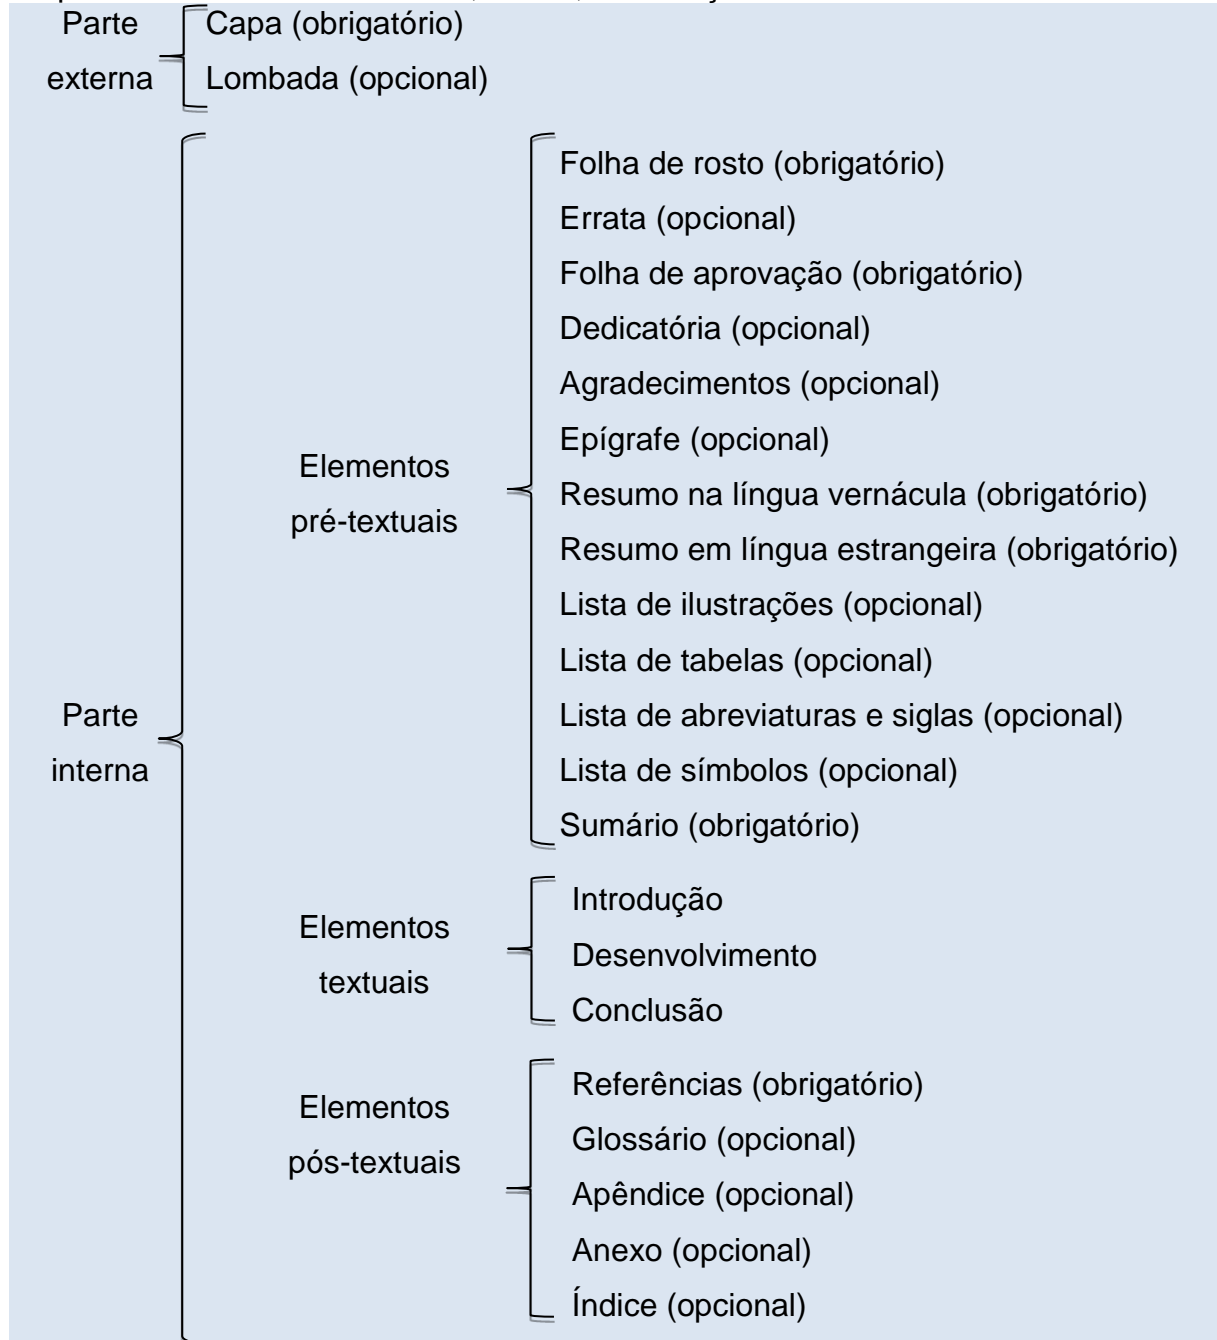 Parte
externa
Capa (obrigatório)
Lombada (opcional)
Parte
interna
Elementos
pré-textuais
Folha de rosto (obrigatório)
Errata (opcional)
Folha de aprovação (obrigatório)
Dedicatória (opcional)
Agradecimentos (opcional)
Epígrafe (opcional)
Resumo na língua vernácula (obrigatório)
Resumo em língua estrangeira (obrigatório)
Lista de ilustrações (opcional)
Lista de tabelas (opcional)
Lista de abreviaturas e siglas (opcional)
Lista de símbolos (opcional)
Sumário (obrigatório)
Elementos
textuais
Introdução
Desenvolvimento
Conclusão
Elementos
pós-textuais
Referências (obrigatório)
Glossário (opcional)
Apêndice (opcional)
Anexo (opcional)
Índice (opcional)